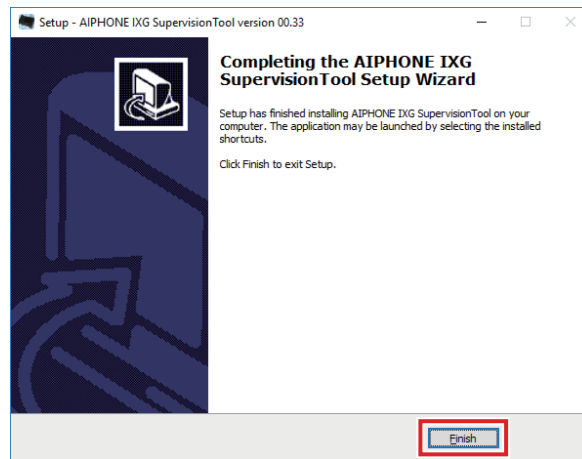 Setup - AIPHONE IXG SupervisionTool version 00.33
Completing the AIPHONE IXG
SupervisionTool Setup Wizard
Setup has finished installing AIPHONE IXG SupervisionTool on your
computer. The application may be launched by selecting the installed
shortcuts.
Click Finish to exit Setup.
Finish